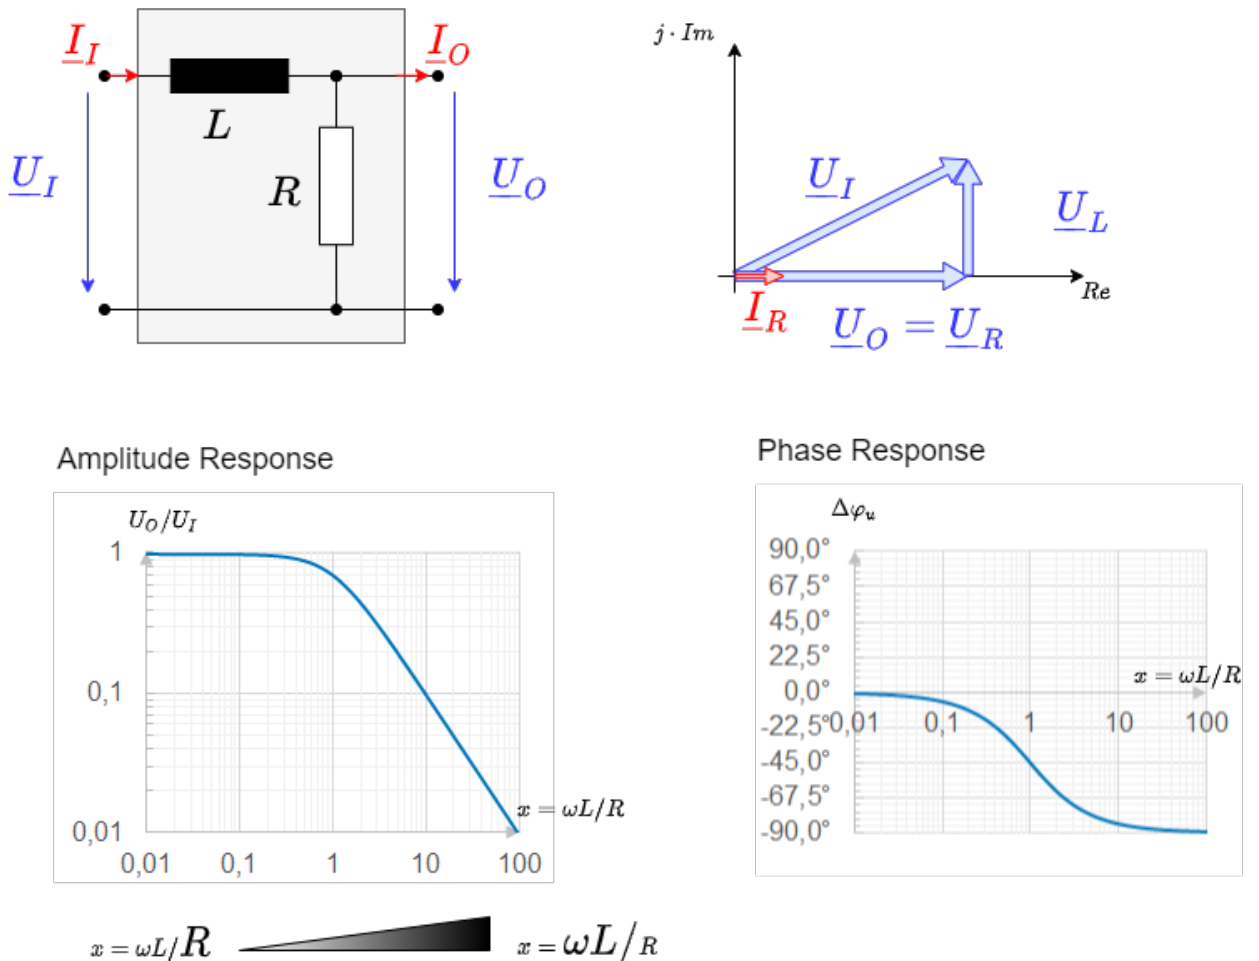 I_I
I_O
L
R
U_I
U_O
j · Im
U_I
U_L
I_R
Re
U_O = U_R
Amplitude Response
U_O/U_I
1
0,1
0,01
0,01 0,1 1 10 100
x = ωL/R
Phase Response
Δφ_u
90,0°
67,5°
45,0°
22,5°
0,0°
-22,5°
-45,0°
-67,5°
-90,0°
x = ωL/R
0,01 0,1 1 10 100
x = ωL/R
x = ωL/R